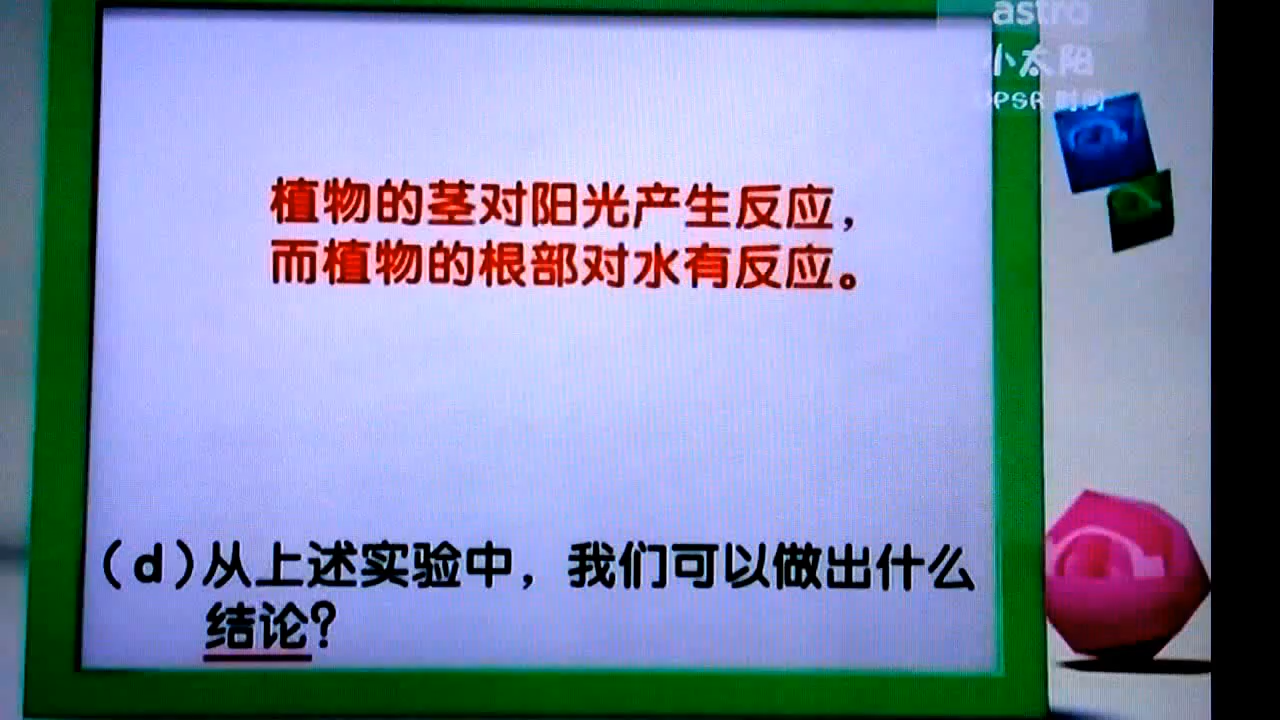 astro
小太阳
UPSR 时间
植物的茎对阳光产生反应，
而植物的根部对水有反应。
(d)从上述实验中，我们可以做出什么
结论?